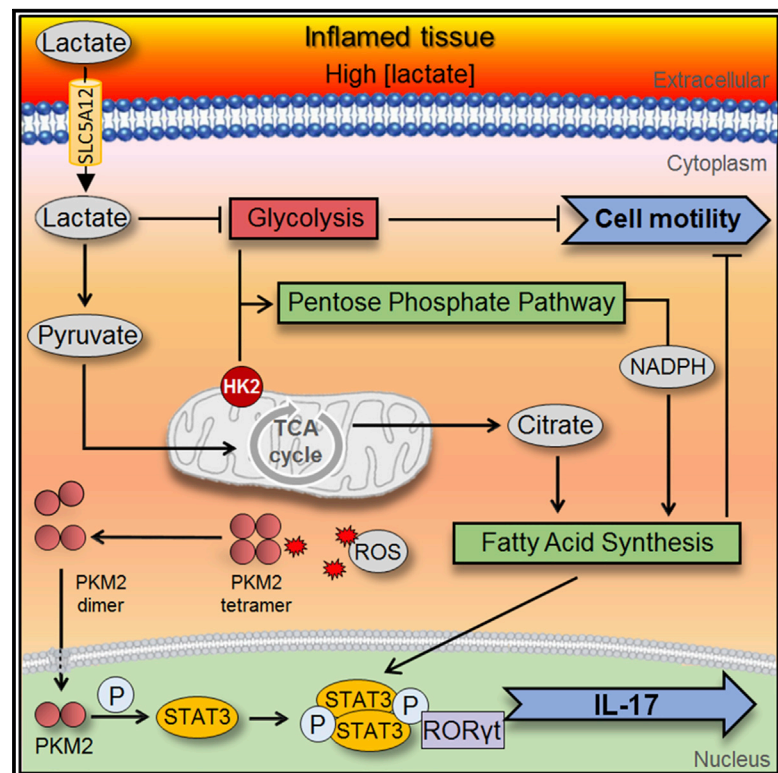 Lactate
Inflamed tissue
High [lactate]
Extracellular
SLC5A12
Cytoplasm
Lactate
Glycolysis
Cell motility
Pentose Phosphate Pathway
Pyruvate
NADPH
HK2
TCA
cycle
Citrate
ROS
Fatty Acid Synthesis
PKM2
dimer
PKM2
tetramer
P
STAT3
PKM2
STAT3
P
P
STAT3
RORγt
IL-17
Nucleus